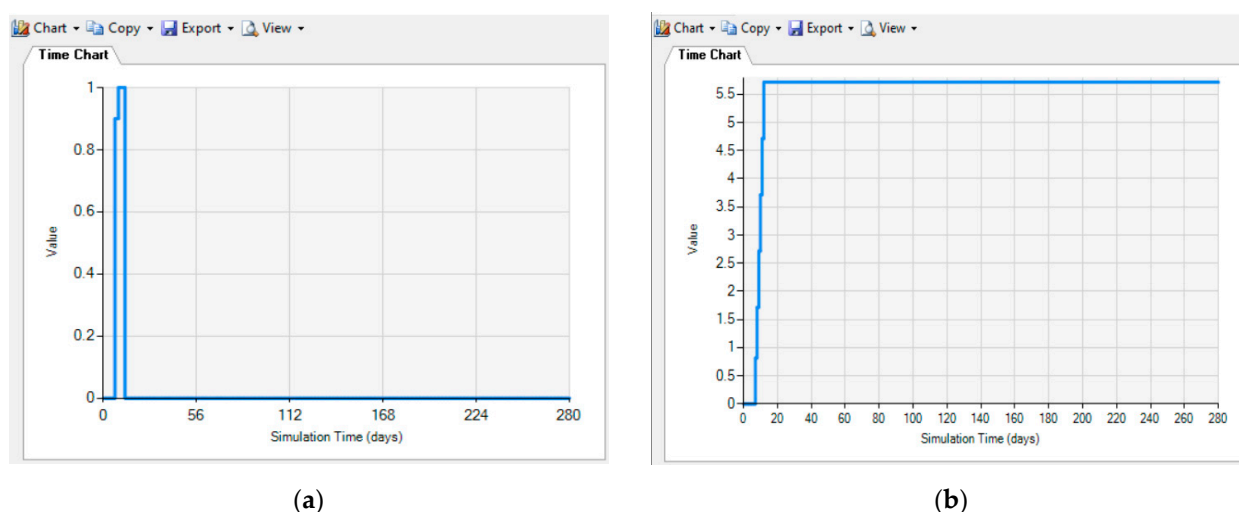 Chart Copy Export View
Time Chart
1
0.8
0.6
0.4
0.2
0
Value
0 56 112 168 224 280
Simulation Time (days)
(a)
Chart Copy Export View
Time Chart
5.5
5
4.5
4
3.5
3
2.5
2
1.5
1
0.5
0
Value
0 20 40 60 80 100 120 140 160 180 200 220 240 260 280
Simulation Time (days)
(b)